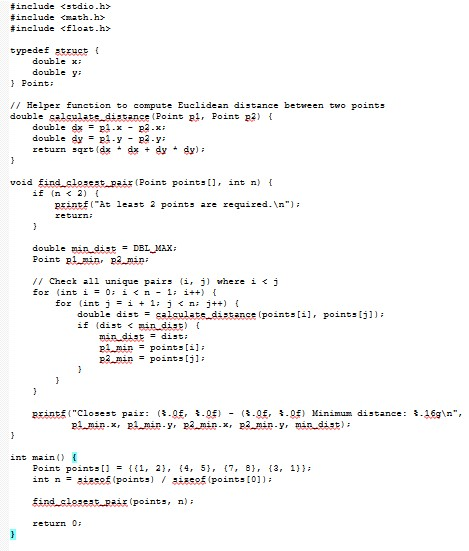 #include <stdio.h>
#include <math.h>
#include <float.h>

typedef struct {
    double x;
    double y;
} Point;

// Helper function to compute Euclidean distance between two points
double calculate_distance(Point p1, Point p2) {
    double dx = p1.x - p2.x;
    double dy = p1.y - p2.y;
    return sqrt(dx * dx + dy * dy);
}

void find_closest_pair(Point points[], int n) {
    if (n < 2) {
        printf("At least 2 points are required.\n");
        return;
    }

    double min_dist = DBL_MAX;
    Point p1_min, p2_min;

    // Check all unique pairs (i, j) where i < j
    for (int i = 0; i < n - 1; i++) {
        for (int j = i + 1; j < n; j++) {
            double dist = calculate_distance(points[i], points[j]);
            if (dist < min_dist) {
                min_dist = dist;
                p1_min = points[i];
                p2_min = points[j];
            }
        }
    }

    printf("Closest pair: (%.0f, %.0f) - (%.0f, %.0f) Minimum distance: %.16g\n",
           p1_min.x, p1_min.y, p2_min.x, p2_min.y, min_dist);
}

int main() {
    Point points[] = {{1, 2}, {4, 5}, {7, 8}, {3, 1}};
    int n = sizeof(points) / sizeof(points[0]);

    find_closest_pair(points, n);

    return 0;
}